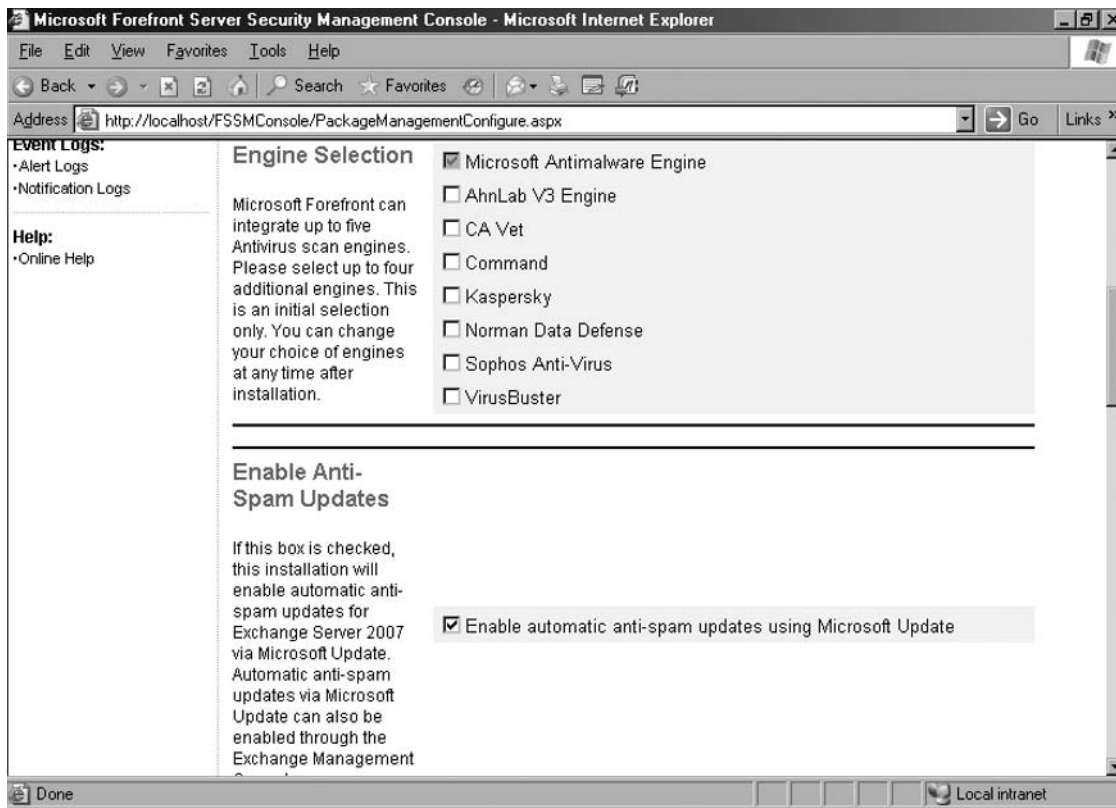 Microsoft Forefront Server Security Management Console - Microsoft Internet Explorer
File Edit View Favorites Tools Help
Back Search Favorites
Address http://localhost/FSSMConsole/PackageManagementConfigure.aspx Go Links »
Event Logs:
•Alert Logs
•Notification Logs
Help:
•Online Help
Engine Selection
Microsoft Forefront can
integrate up to five
Antivirus scan engines.
Please select up to four
additional engines. This
is an initial selection
only. You can change
your choice of engines
at any time after
installation.
Microsoft Antimalware Engine
AhnLab V3 Engine
CA Vet
Command
Kaspersky
Norman Data Defense
Sophos Anti-Virus
VirusBuster
Enable Anti-
Spam Updates
If this box is checked,
this installation will
enable automatic anti-
spam updates for
Exchange Server 2007
via Microsoft Update.
Automatic anti-spam
updates via Microsoft
Update can also be
enabled through the
Exchange Management
Enable automatic anti-spam updates using Microsoft Update
Done
Local intranet